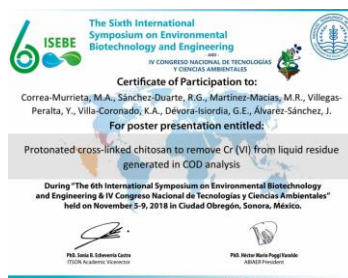 The Sixth International
Symposium on Environmental
Biotechnology and Engineering
AND
IV CONGRESO NACIONAL DE TECNOLOGÍAS
Y CIENCIAS AMBIENTALES
6 ISEBE
Certificate of Participation to:
Correa-Murrieta, M.A., Sánchez-Duarte, R.G., Martínez-Macias, M.R., Villegas-
Peralta, Y., Villa-Coronado, K.A., Dévora-Isiordia, G.E., Álvarez-Sánchez, J.
For poster presentation entitled:
Protonated cross-linked chitosan to remove Cr (VI) from liquid residue
generated in COD analysis
During "The 6th International Symposium on Environmental Biotechnology
and Engineering & IV Congreso Nacional de Tecnologías y Ciencias Ambientales"
held on November 5-9, 2018 in Ciudad Obregón, Sonora, México.
PhD. Sonia B. Echeverría Castro
ITSON Academic Vicerector
PhD. Héctor Mario Poggi Varaldo
ABIAER President